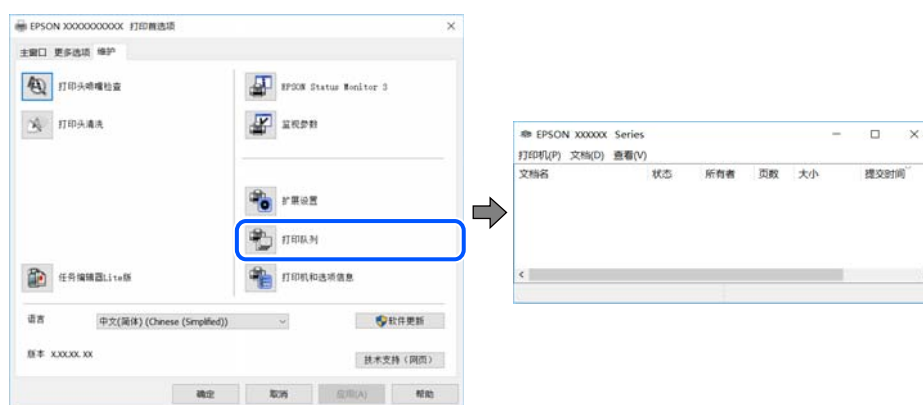 EPSON XXXXXXXXXX 打印首选项
主窗口 更多选项 维护
打印头喷嘴检查
EPSON Status Monitor 3
打印头清洗
监视参数
扩展设置
打印队列
任务编辑器Lite版
打印机和选项信息
语言
中文(简体) (Chinese (Simplified))
软件更新
版本 X.XX.XX. XX
技术支持（网页）
确定 取消 应用(A) 帮助
EPSON XXXXXX Series
打印机(P) 文档(D) 查看(V)
文档名 状态 所有者 页数 大小 提交时间